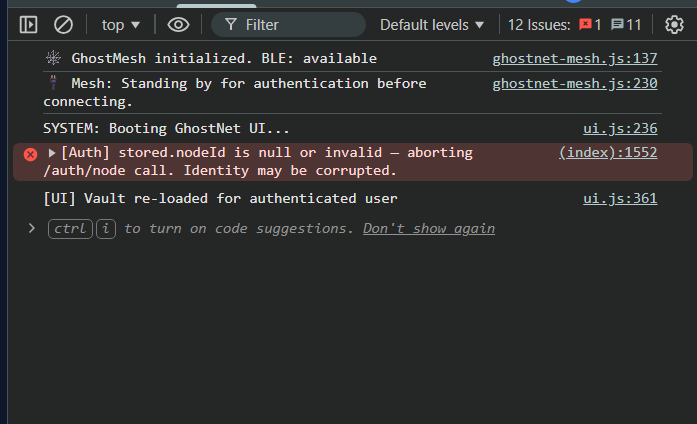 top Filter Default levels 12 Issues: 1 11
GhostMesh initialized. BLE: available ghostnet-mesh.js:137
Mesh: Standing by for authentication before ghostnet-mesh.js:230
connecting.
SYSTEM: Booting GhostNet UI... ui.js:236
[Auth] stored.nodeId is null or invalid — aborting (index):1552
/auth/node call. Identity may be corrupted.
[UI] Vault re-loaded for authenticated user ui.js:361
ctrl i to turn on code suggestions. Don't show again